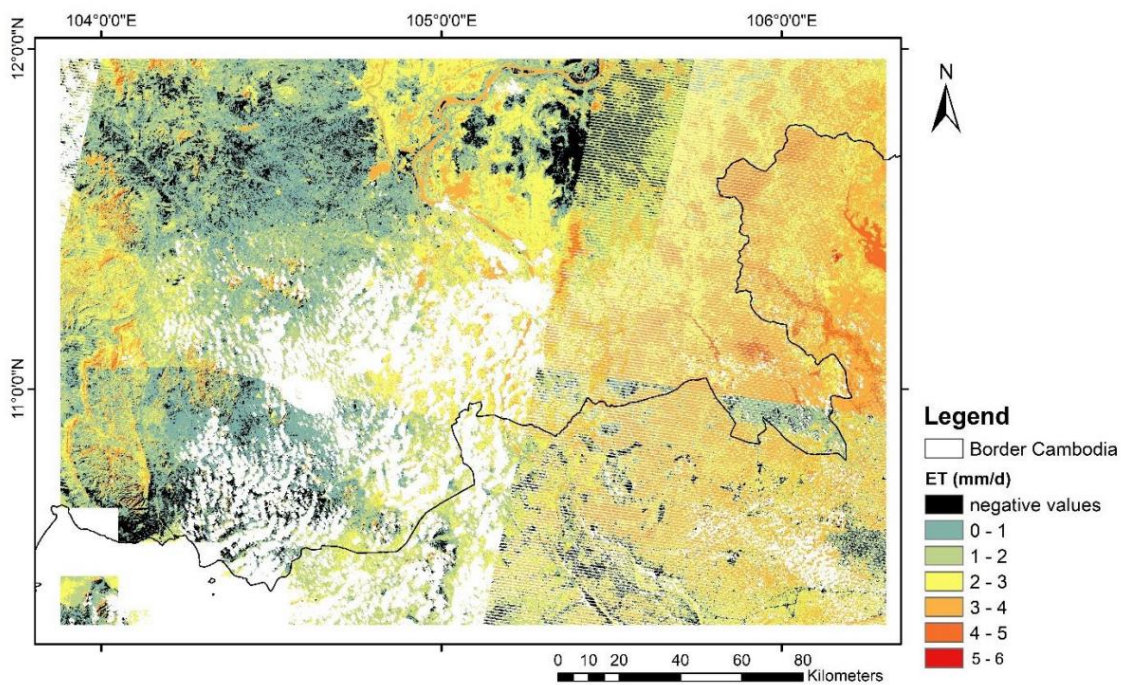 104°0'0"E 105°0'0"E 106°0'0"E
12°0'0"N
11°0'0"N
N
Legend
Border Cambodia
ET (mm/d)
negative values
0 - 1
1 - 2
2 - 3
3 - 4
4 - 5
5 - 6
0 10 20 40 60 80
Kilometers